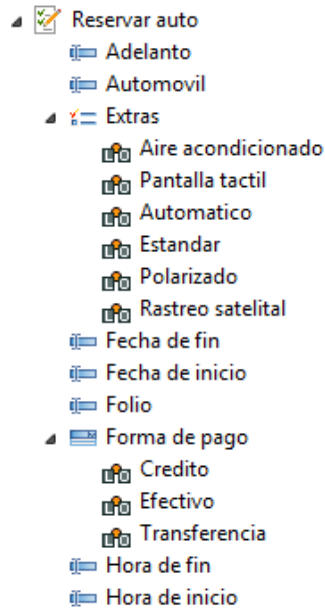 Reservar auto
Adelanto
Automovil
Extras
Aire acondicionado
Pantalla tactil
Automatico
Estandar
Polarizado
Rastreo satelital
Fecha de fin
Fecha de inicio
Folio
Forma de pago
Credito
Efectivo
Transferencia
Hora de fin
Hora de inicio